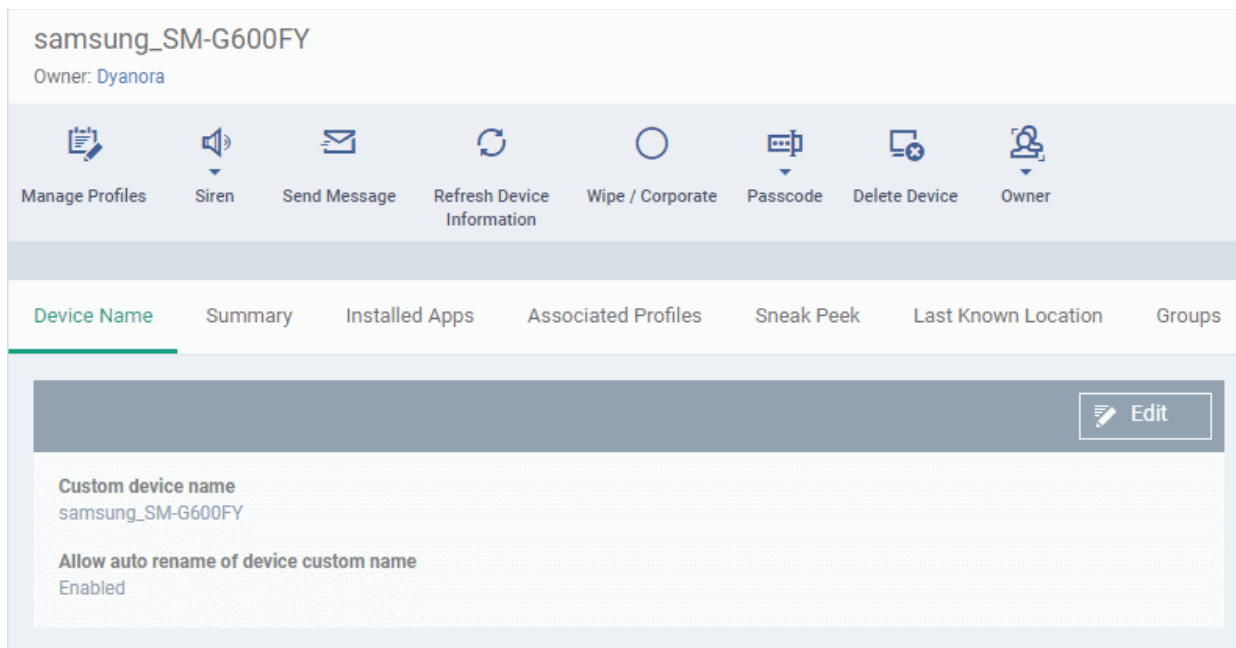 samsung_SM-G600FY
Owner: Dyanora
Manage Profiles
Siren
Send Message
Refresh Device
Information
Wipe / Corporate
Passcode
Delete Device
Owner
Device Name
Summary
Installed Apps
Associated Profiles
Sneak Peek
Last Known Location
Groups
Edit
Custom device name
samsung_SM-G600FY
Allow auto rename of device custom name
Enabled